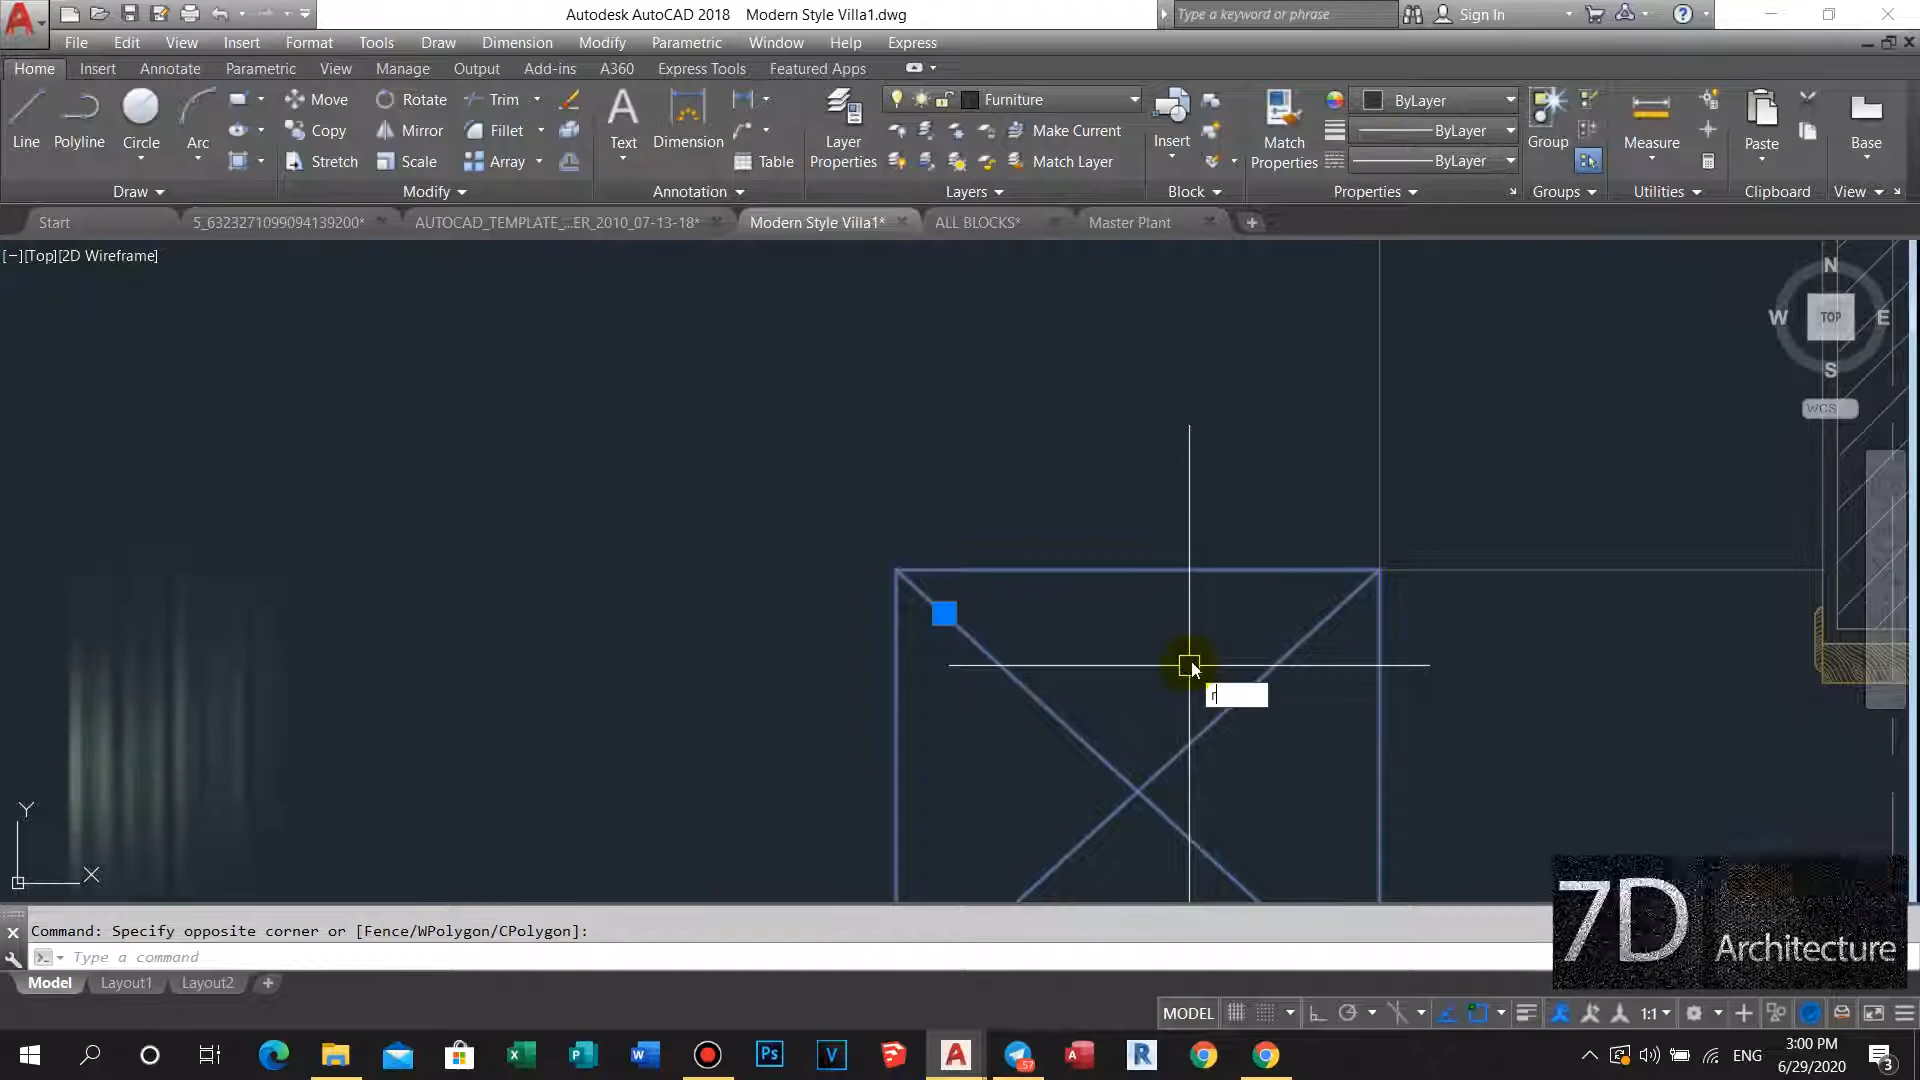 Autodesk AutoCAD 2018 Modern Style Villa1.dwg
Type a keyword or phrase
Sign In
File Edit View Insert Format Tools Draw Dimension Modify Parametric Window Help Express
Home Insert Annotate Parametric View Manage Output Add-ins A360 Express Tools Featured Apps
Line
Polyline
Circle
Arc
Draw
Move
Rotate
Trim
Copy
Mirror
Fillet
Stretch
Scale
Array
Modify
Text
Dimension
Table
Annotation
Layer
Properties
Furniture
Make Current
Match Layer
Layers
Insert
Block
Match
Properties
ByLayer
ByLayer
ByLayer
Properties
Group
Groups
Measure
Utilities
Paste
Clipboard
Base
View
Start
5_6323271099094139200*
AUTOCAD_TEMPLATE_...ER_2010_07-13-18*
Modern Style Villa1*
ALL BLOCKS*
Master Plant
[−][Top][2D Wireframe]
N
W
TOP
E
S
WCS
r
Y
X
Command: Specify opposite corner or [Fence/WPolygon/CPolygon]:
Type a command
7D Architecture
Model Layout1 Layout2
MODEL
1:1
ENG
3:00 PM
6/29/2020
3
57
Ps
V
A
R